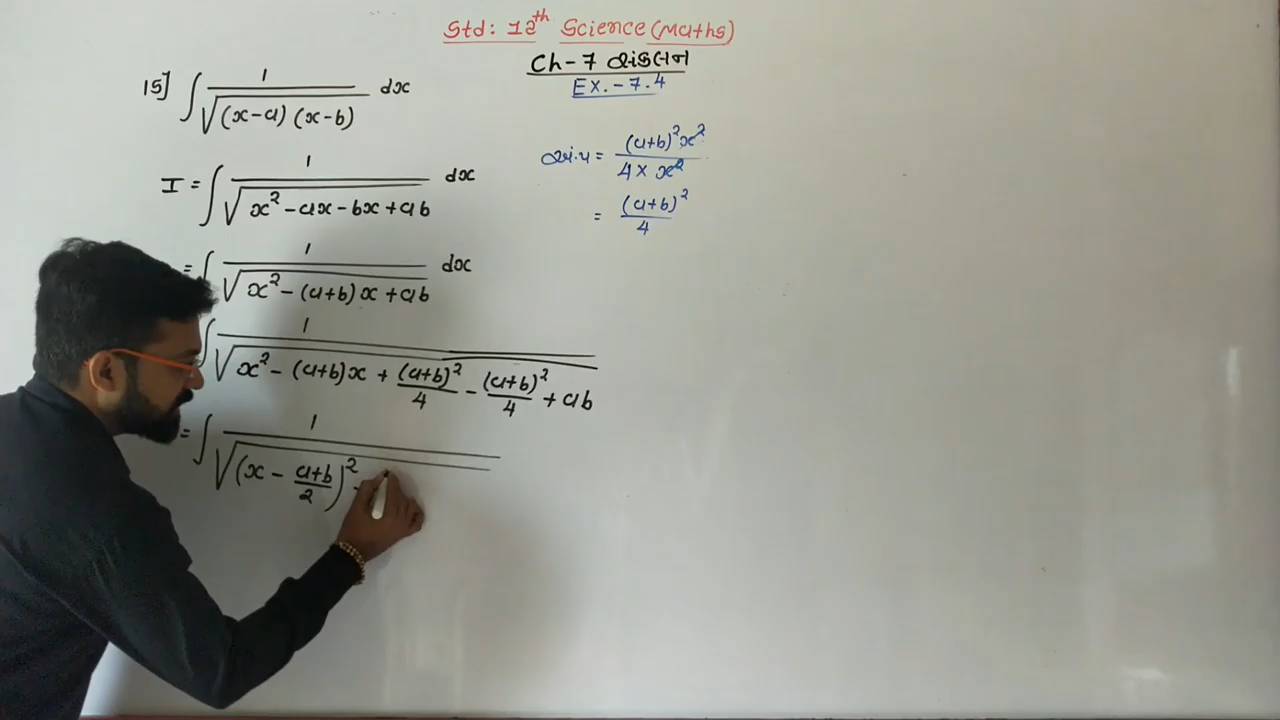 Std: 12th Science (Maths)
Ch-7 સંકલન
Ex.-7.4
15] ∫ 1/√((x-a) (x-b)) dx
I = ∫ 1/√(x² - ax - bx + ab) dx
= ∫ 1/√(x² - (a+b)x + ab) dx
∫ 1/√(x² - (a+b)x + (a+b)²/4 - (a+b)²/4 + ab)
= ∫ 1/√((x - (a+b)/2)² -
= (a+b)²x²/(4 × x²)
= (a+b)²/4